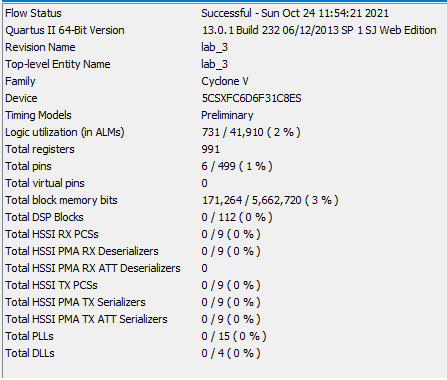 Flow Status Successful - Sun Oct 24 11:54:21 2021
Quartus II 64-Bit Version 13.0.1 Build 232 06/12/2013 SP 1 SJ Web Edition
Revision Name lab_3
Top-level Entity Name lab_3
Family Cyclone V
Device 5CSXFC6D6F31C8ES
Timing Models Preliminary
Logic utilization (in ALMs) 731 / 41,910 ( 2 % )
Total registers 991
Total pins 6 / 499 ( 1 % )
Total virtual pins 0
Total block memory bits 171,264 / 5,662,720 ( 3 % )
Total DSP Blocks 0 / 112 ( 0 % )
Total HSSI RX PCSs 0 / 9 ( 0 % )
Total HSSI PMA RX Deserializers 0 / 9 ( 0 % )
Total HSSI PMA RX ATT Deserializers 0
Total HSSI TX PCSs 0 / 9 ( 0 % )
Total HSSI PMA TX Serializers 0 / 9 ( 0 % )
Total HSSI PMA TX ATT Serializers 0 / 9 ( 0 % )
Total PLLs 0 / 15 ( 0 % )
Total DLLs 0 / 4 ( 0 % )